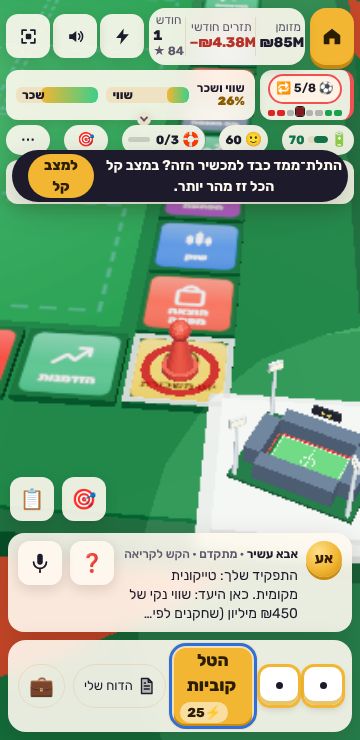 מזומן
₪85M
תזרים חודשי
−₪4.38M
חודש
1
★ 84
5/8
שווי ושכר
26%
שווי
שכר
70
60
0/3
...
התלת־ממד כבד למכשיר הזה? במצב קל
הכל זז מהר יותר.
למצב
קל
שוק
הזדמנות
אבא עשיר • מתקדם • הקש לקריאה
אע
התפקיד שלך: טייקונית
מקומית. כאן היעד: שווי נקי של
₪450 מיליון (שחקנים לפי...
הטל
קוביות
25
הדוח שלי